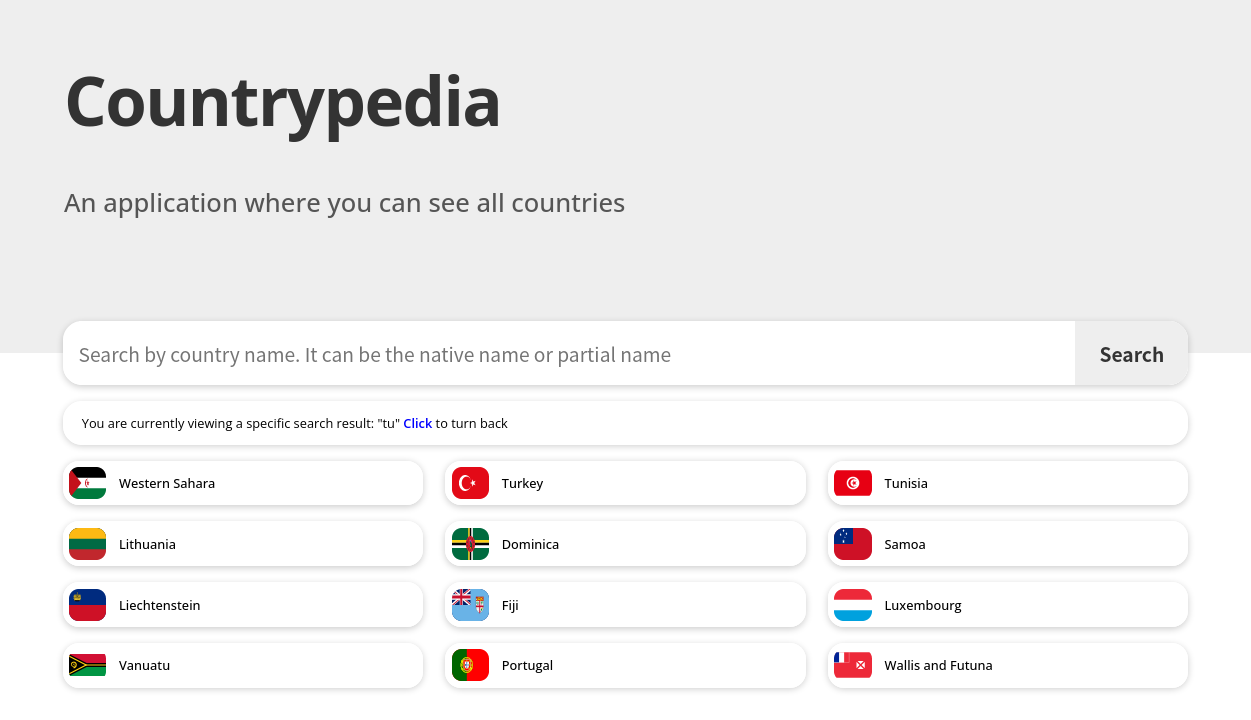 Countrypedia
An application where you can see all countries
Search by country name. It can be the native name or partial name
Search
You are currently viewing a specific search result: "tu" Click to turn back
Western Sahara
Turkey
Tunisia
Lithuania
Dominica
Samoa
Liechtenstein
Fiji
Luxembourg
Vanuatu
Portugal
Wallis and Futuna